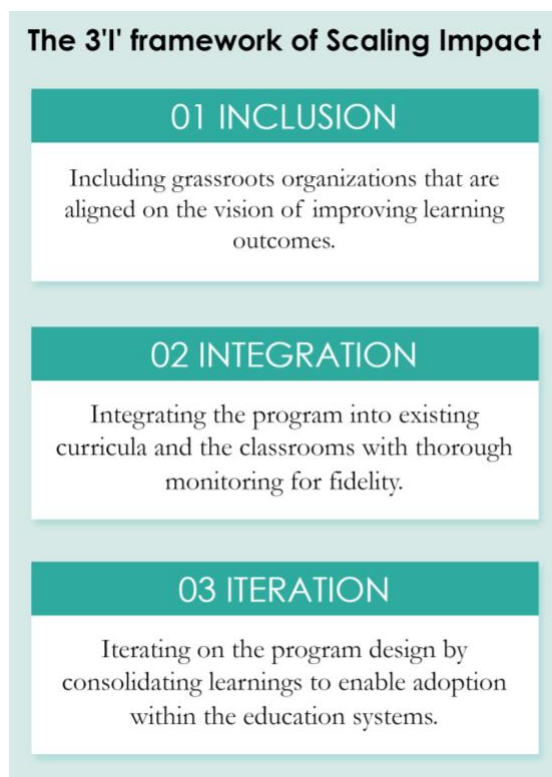 The 3'I' framework of Scaling Impact
01 INCLUSION
Including grassroots organizations that are
aligned on the vision of improving learning
outcomes.
02 INTEGRATION
Integrating the program into existing
curricula and the classrooms with thorough
monitoring for fidelity.
03 ITERATION
Iterating on the program design by
consolidating learnings to enable adoption
within the education systems.